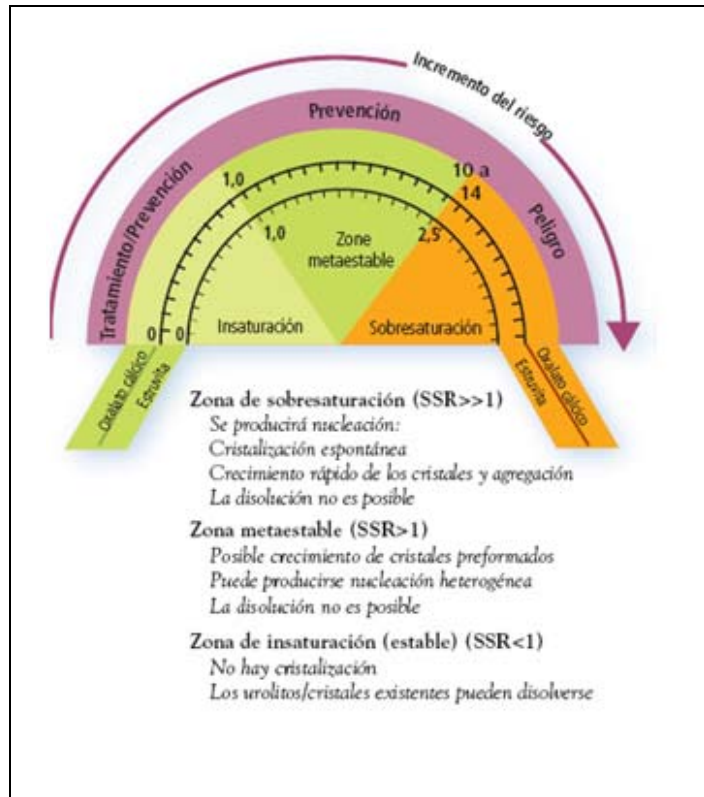 Incremento del riesgo
Prevención
Tratamiento/Prevención
Peligro
1,0
10 a
14
1,0
2,5
Zone
metaestable
Insaturación
Sobresaturación
0
0
Oxalato cálcico
Estruvita
Estruvita
Oxalato cálcico
Zona de sobresaturación (SSR>>1)
Se producirá nucleación:
Cristalización espontánea
Crecimiento rápido de los cristales y agregación
La disolución no es posible
Zona metaestable (SSR>1)
Posible crecimiento de cristales preformados
Puede producirse nucleación heterogénea
La disolución no es posible
Zona de insaturación (estable) (SSR<1)
No hay cristalización
Los urolitos/cristales existentes pueden disolverse